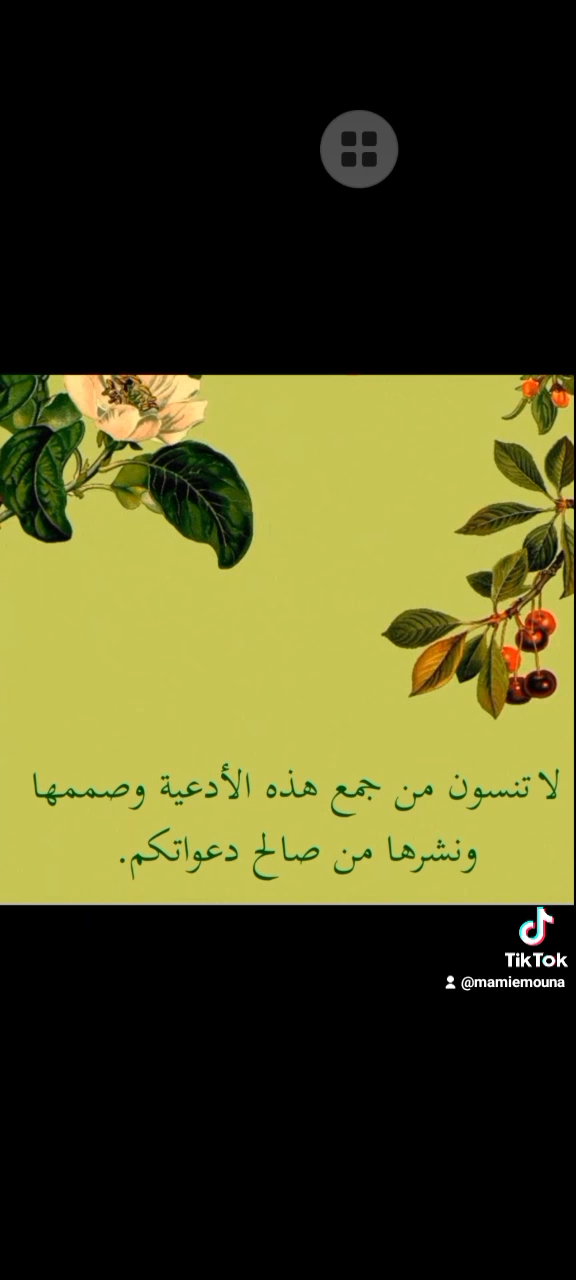 لا تنسون من جمع هذه الأدعية وصممها
ونشرها من صالح دعواتكم.
TikTok
@mamiemouna